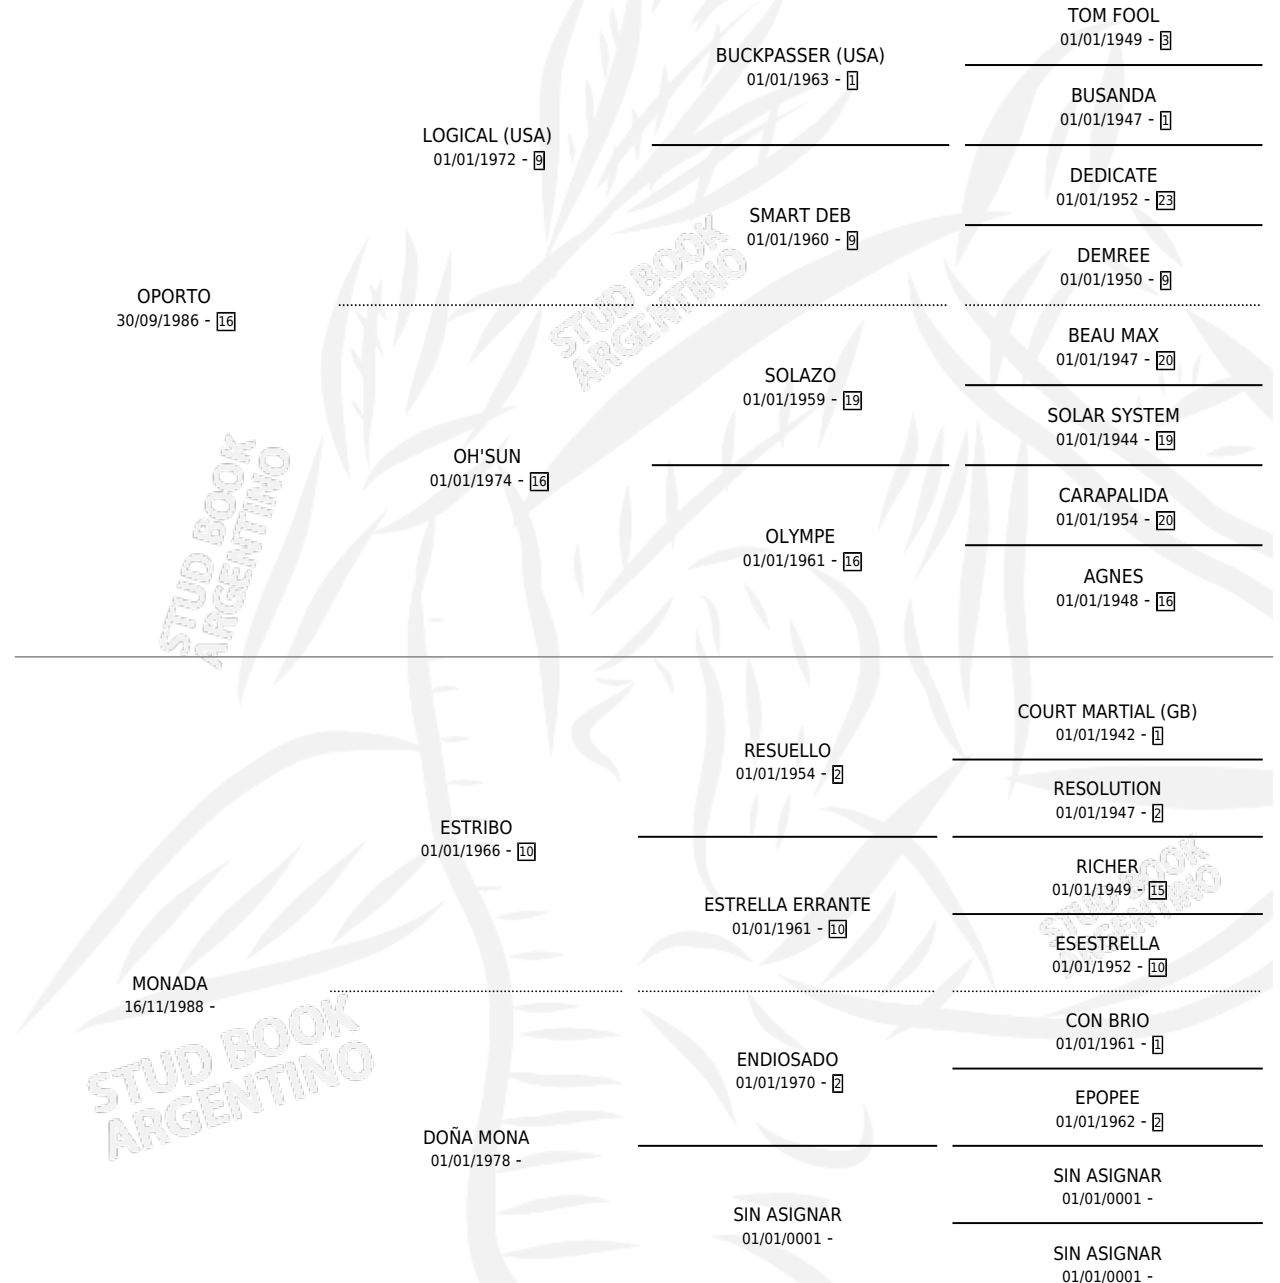 TOM FOOL
01/01/1949 - 3
BUCKPASSER (USA)
01/01/1963 - 1
BUSANDA
01/01/1947 - 1
LOGICAL (USA)
01/01/1972 - 9
DEDICATE
01/01/1952 - 23
SMART DEB
01/01/1960 - 9
DEMREE
01/01/1950 - 9
OPORTO
30/09/1986 - 16
BEAU MAX
01/01/1947 - 20
SOLAZO
01/01/1959 - 19
SOLAR SYSTEM
01/01/1944 - 19
OH'SUN
01/01/1974 - 16
CARAPALIDA
01/01/1954 - 20
OLYMPE
01/01/1961 - 16
AGNES
01/01/1948 - 16
COURT MARTIAL (GB)
01/01/1942 - 1
RESUELLO
01/01/1954 - 2
RESOLUTION
01/01/1947 - 2
ESTRIBO
01/01/1966 - 10
RICHER
01/01/1949 - 15
ESTRELLA ERRANTE
01/01/1961 - 10
ESESTRELLA
01/01/1952 - 10
MONADA
16/11/1988 -
CON BRIO
01/01/1961 - 1
ENDIOSADO
01/01/1970 - 2
EPOPEE
01/01/1962 - 2
DOÑA MONA
01/01/1978 -
SIN ASIGNAR
01/01/0001 -
SIN ASIGNAR
01/01/0001 -
SIN ASIGNAR
01/01/0001 -
STUD BOOK
ARGENTINO
STUD BOOK
ARGENTINO
STUD BOOK
ARGENTINO
STUD BOOK
ARGENTINO